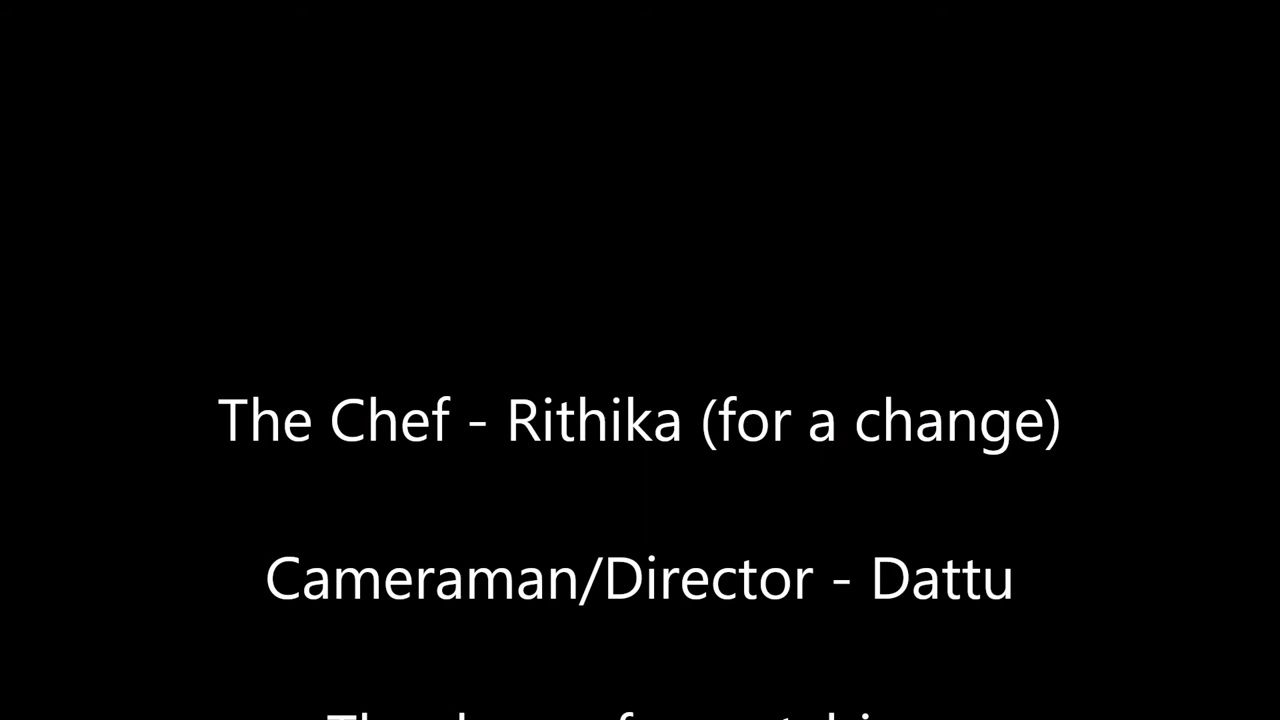 The Chef - Rithika (for a change)
Cameraman/Director - Dattu